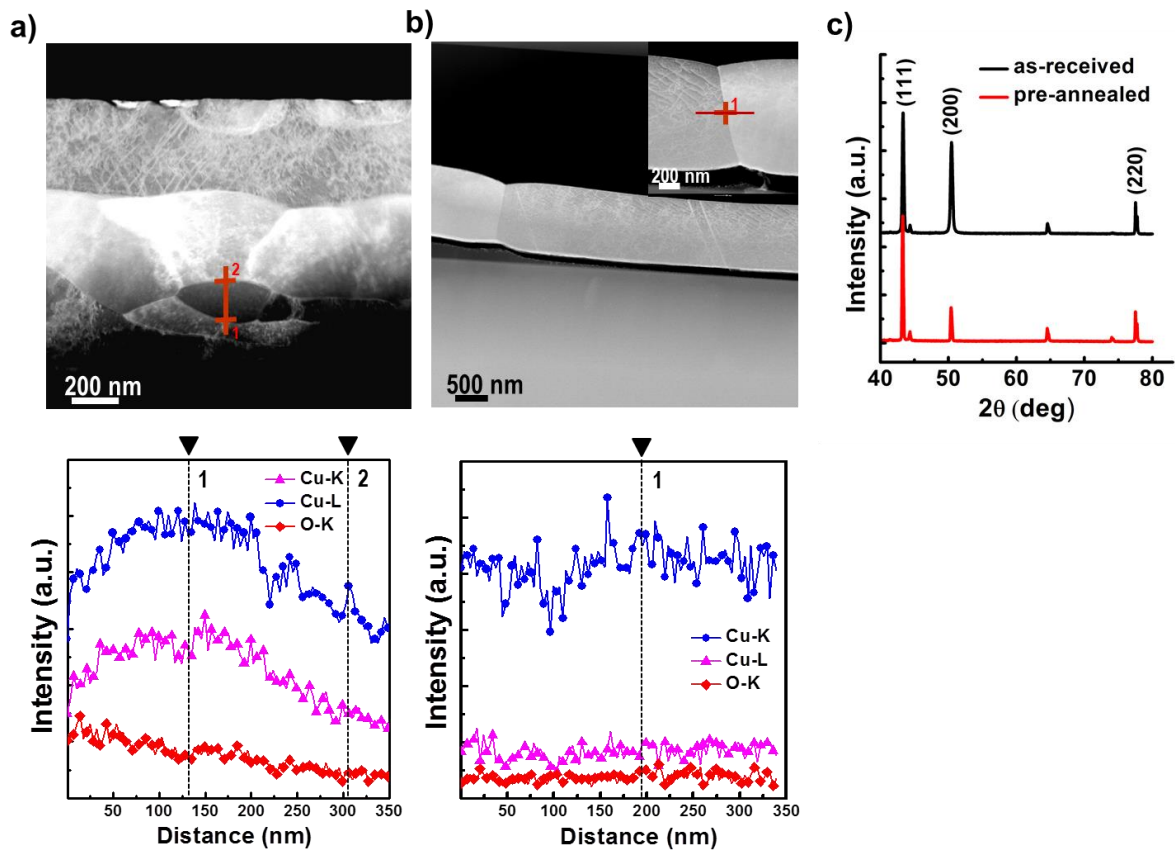 a)
2
1
200 nm
b)
1
200 nm
500 nm
c)
(111)
(200)
(220)
as-received
pre-annealed
Intensity (a.u.)
40 50 60 70 80
2θ (deg)
1 2
Cu-K
Cu-L
O-K
Intensity (a.u.)
50 100 150 200 250 300 350
Distance (nm)
1
Cu-K
Cu-L
O-K
Intensity (a.u.)
50 100 150 200 250 300 350
Distance (nm)